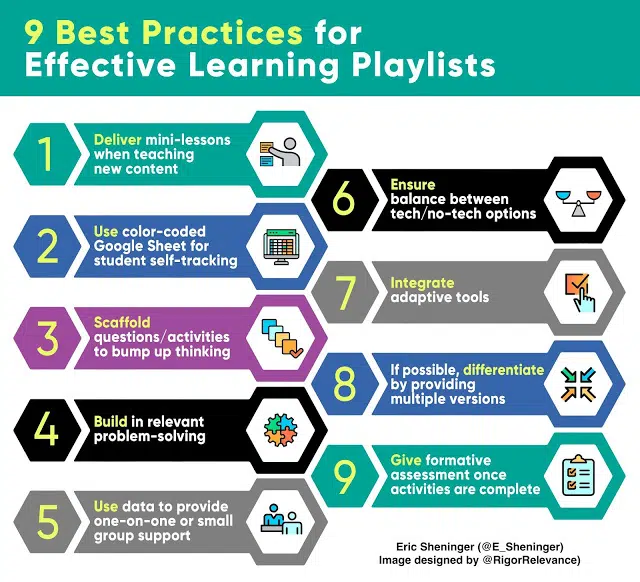 9 Best Practices for
Effective Learning Playlists
1
Deliver mini-lessons
when teaching
new content
2
Use color-coded
Google Sheet for
student self-tracking
3
Scaffold
questions/activities
to bump up thinking
4
Build in relevant
problem-solving
5
Use data to provide
one-on-one or small
group support
6
Ensure
balance between
tech/no-tech options
7
Integrate
adaptive tools
8
If possible, differentiate
by providing
multiple versions
9
Give formative
assessment once
activities are complete
Eric Sheninger (@E_Sheninger)
Image designed by @RigorRelevance)